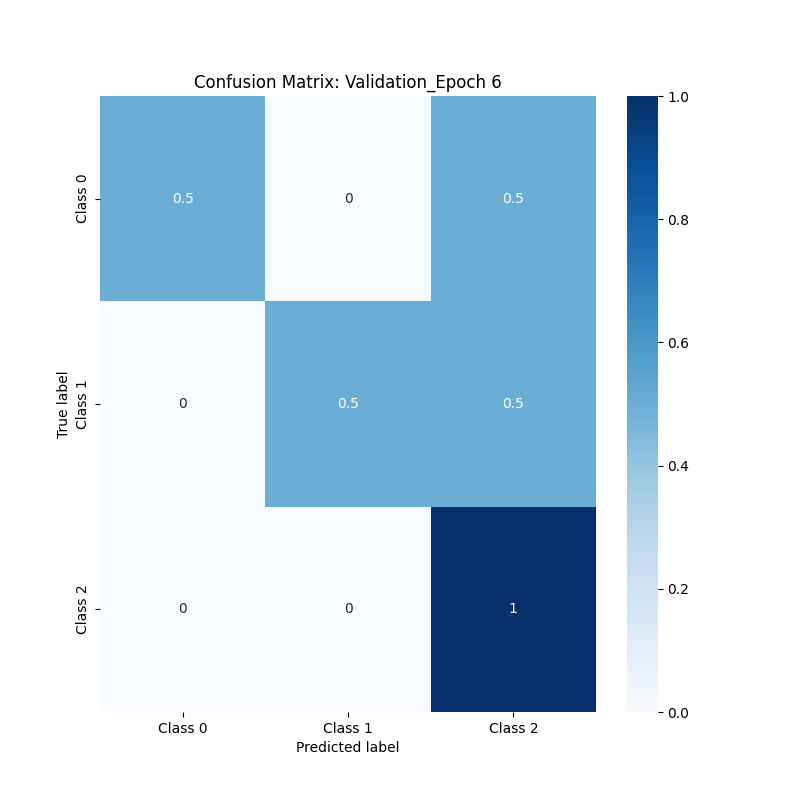 Confusion Matrix: Validation_Epoch 6
True label
Class 0
0.5 0 0.5
Class 1
0 0.5 0.5
Class 2
0 0 1
Class 0 Class 1 Class 2
Predicted label
1.0
0.8
0.6
0.4
0.2
0.0